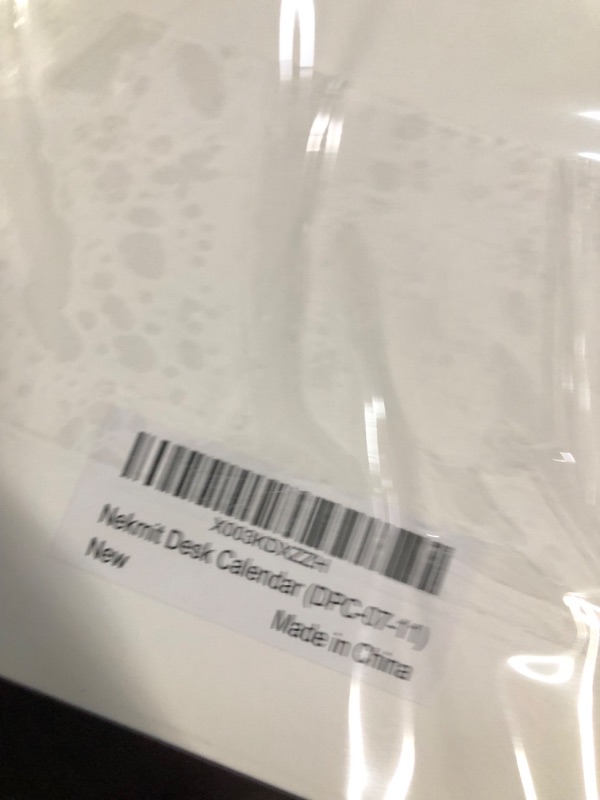 X003KDXZZH
Nekmit Desk Calendar (DPC-07-11)
New
Made in China